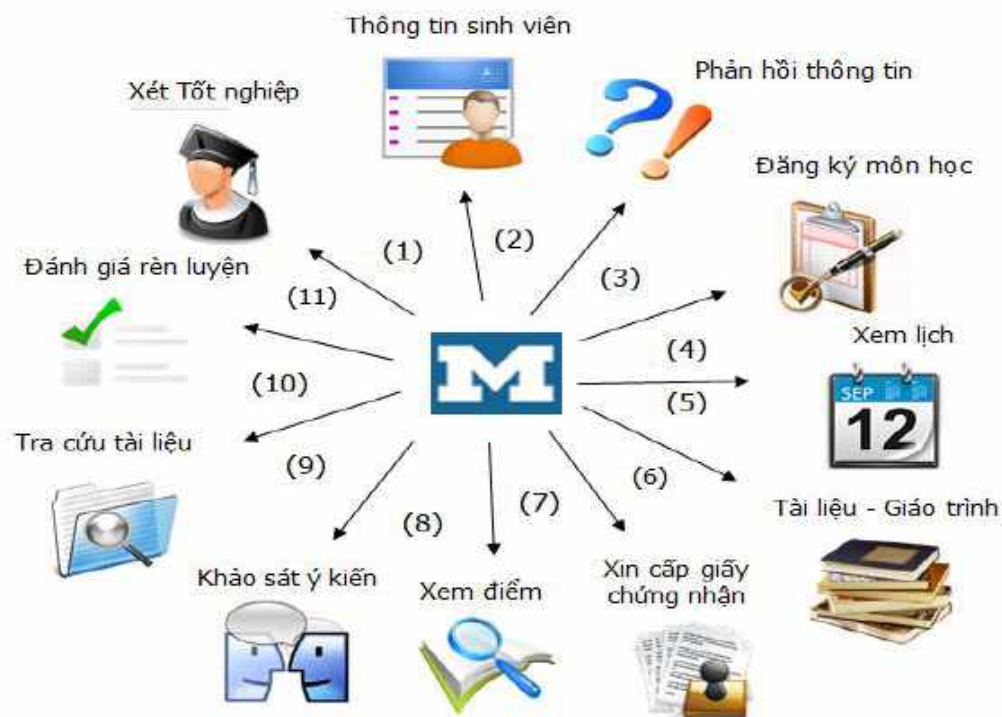 Thông tin sinh viên
Phản hồi thông tin
Xét Tốt nghiệp
Đăng ký môn học
(1)
(2)
(3)
Đánh giá rèn luyện
(11)
(4)
Xem lịch
M
(10)
(5)
SEP
12
Tra cứu tài liệu
(9)
(6)
(7)
(8)
Tài liệu - Giáo trình
Khảo sát ý kiến
Xem điểm
Xin cấp giấy
chứng nhận